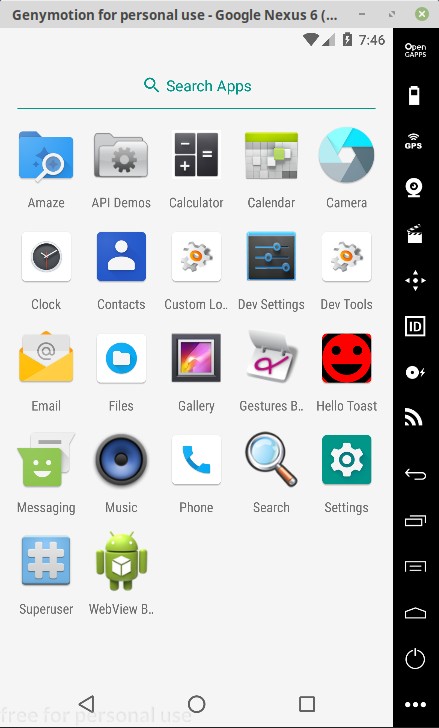 Genymotion for personal use - Google Nexus 6 (...
7:46
Open
GAPPS
Search Apps
GPS
Amaze API Demos Calculator Calendar Camera
Clock Contacts Custom Lo.. Dev Settings Dev Tools
ID
Email Files Gallery Gestures B.. Hello Toast
Messaging Music Phone Search Settings
Superuser WebView B..
free for personal use